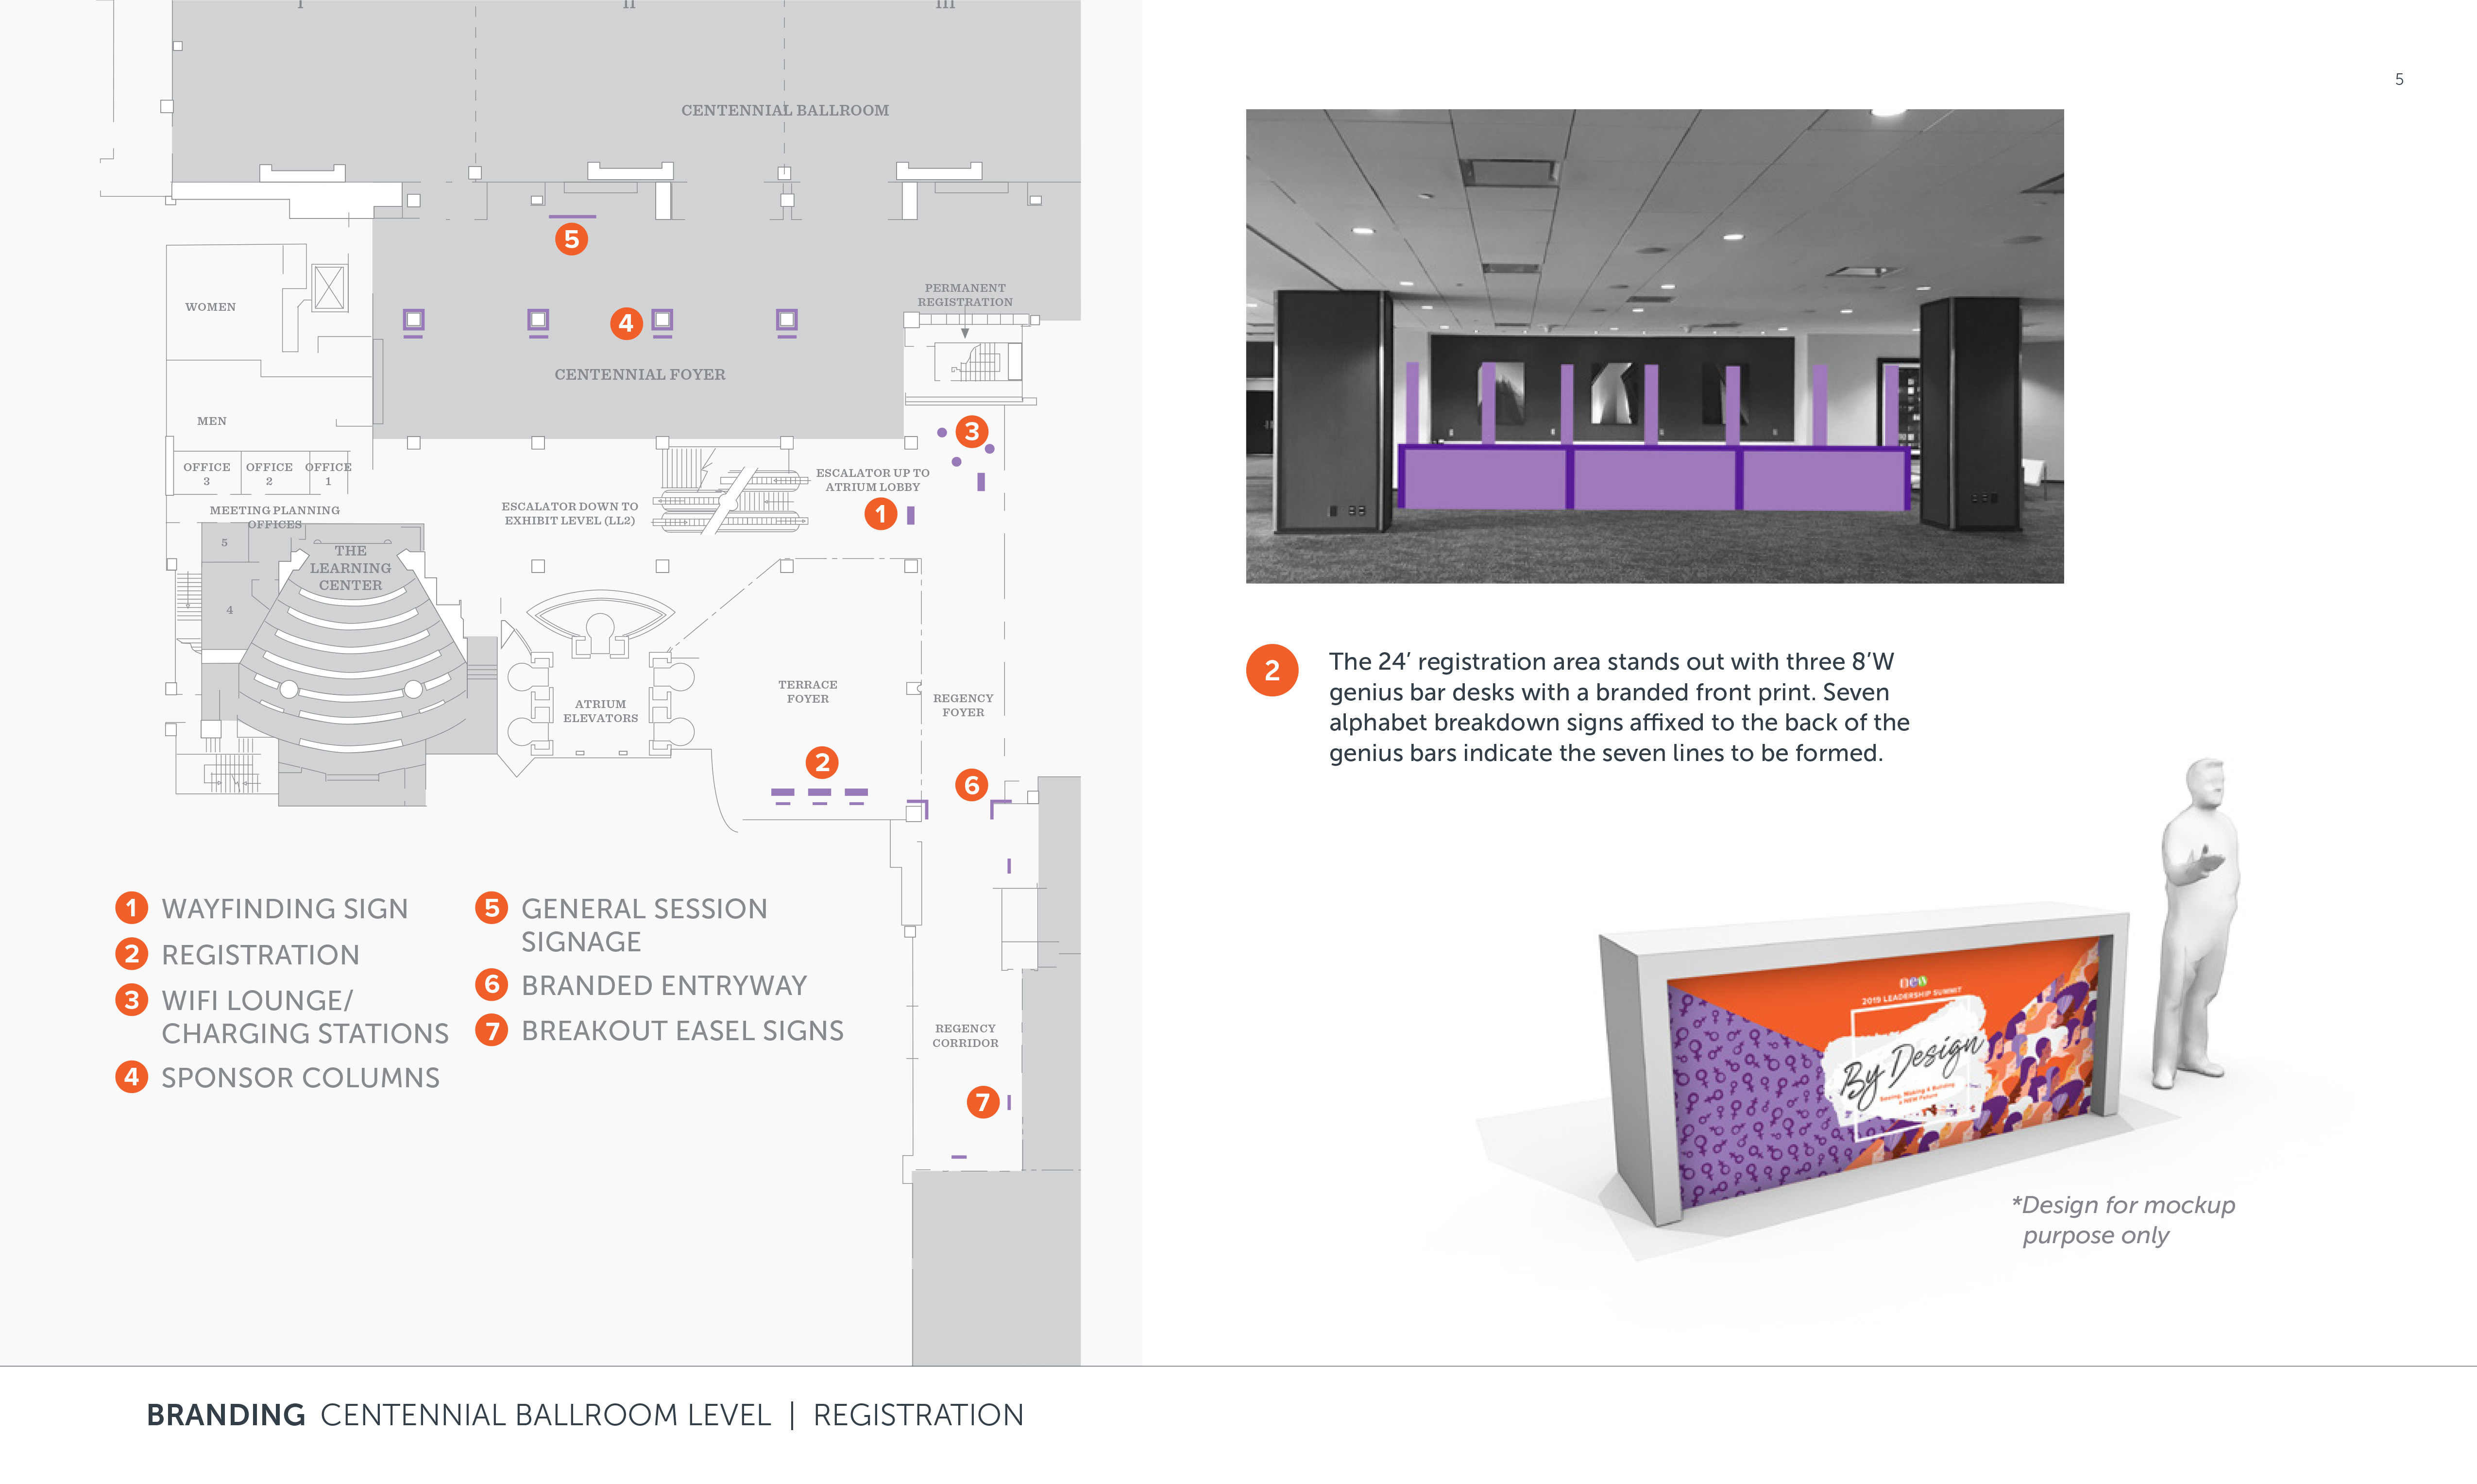 I II III
CENTENNIAL BALLROOM
5
5
PERMANENT
REGISTRATION
WOMEN
4
CENTENNIAL FOYER
MEN
3
OFFICE
3
OFFICE
2
OFFICE
1
ESCALATOR UP TO
ATRIUM LOBBY
ESCALATOR DOWN TO
EXHIBIT LEVEL (LL2)
1
MEETING PLANNING
OFFICES
5
THE
LEARNING
CENTER
4
TERRACE
FOYER
REGENCY
FOYER
ATRIUM
ELEVATORS
2
6
REGENCY
CORRIDOR
7
1 WAYFINDING SIGN
2 REGISTRATION
3 WIFI LOUNGE/
CHARGING STATIONS
4 SPONSOR COLUMNS
5 GENERAL SESSION
SIGNAGE
6 BRANDED ENTRYWAY
7 BREAKOUT EASEL SIGNS
2
The 24’ registration area stands out with three 8’W
genius bar desks with a branded front print. Seven
alphabet breakdown signs affixed to the back of the
genius bars indicate the seven lines to be formed.
new
2019 LEADERSHIP SUMMIT
By Design
Seeing, Making & Building
a NEW Future
*Design for mockup
purpose only
BRANDING CENTENNIAL BALLROOM LEVEL | REGISTRATION